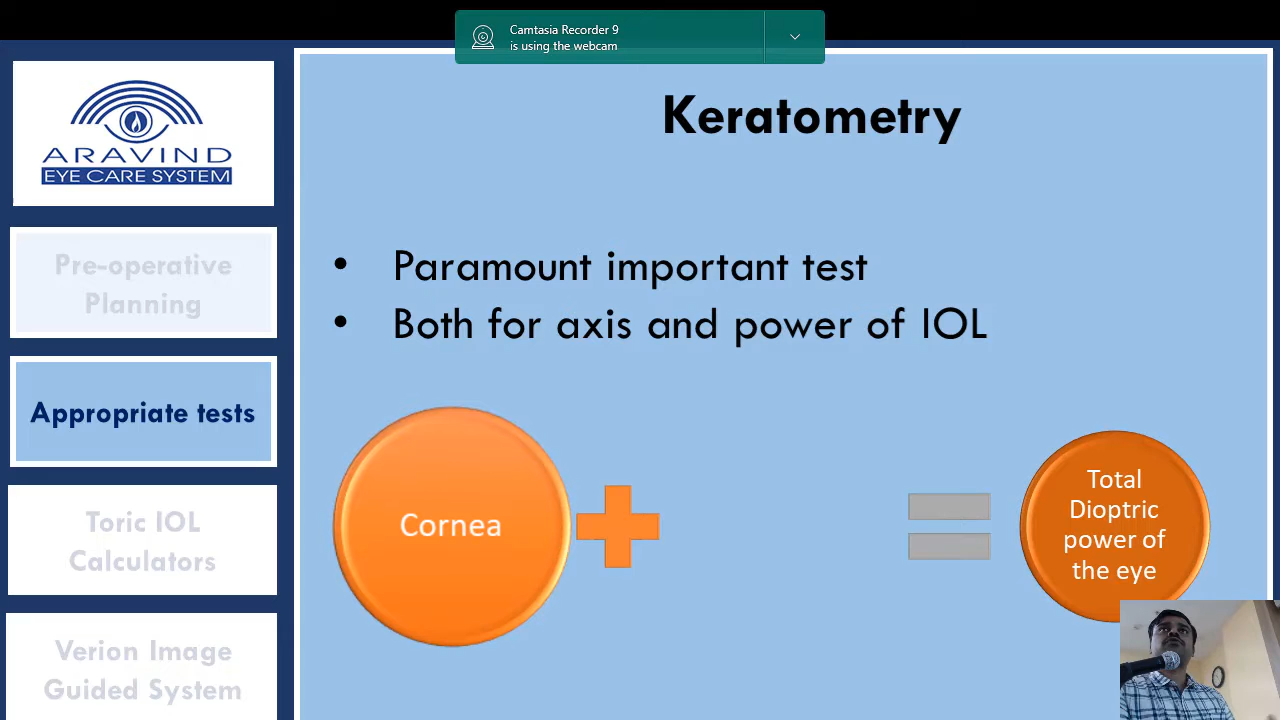 Camtasia Recorder 9
is using the webcam
ARAVIND
EYE CARE SYSTEM
Pre-operative
Planning
Appropriate tests
Toric IOL
Calculators
Verion Image
Guided System
Keratometry
• Paramount important test
• Both for axis and power of IOL
Cornea
Total
Dioptric
power of
the eye